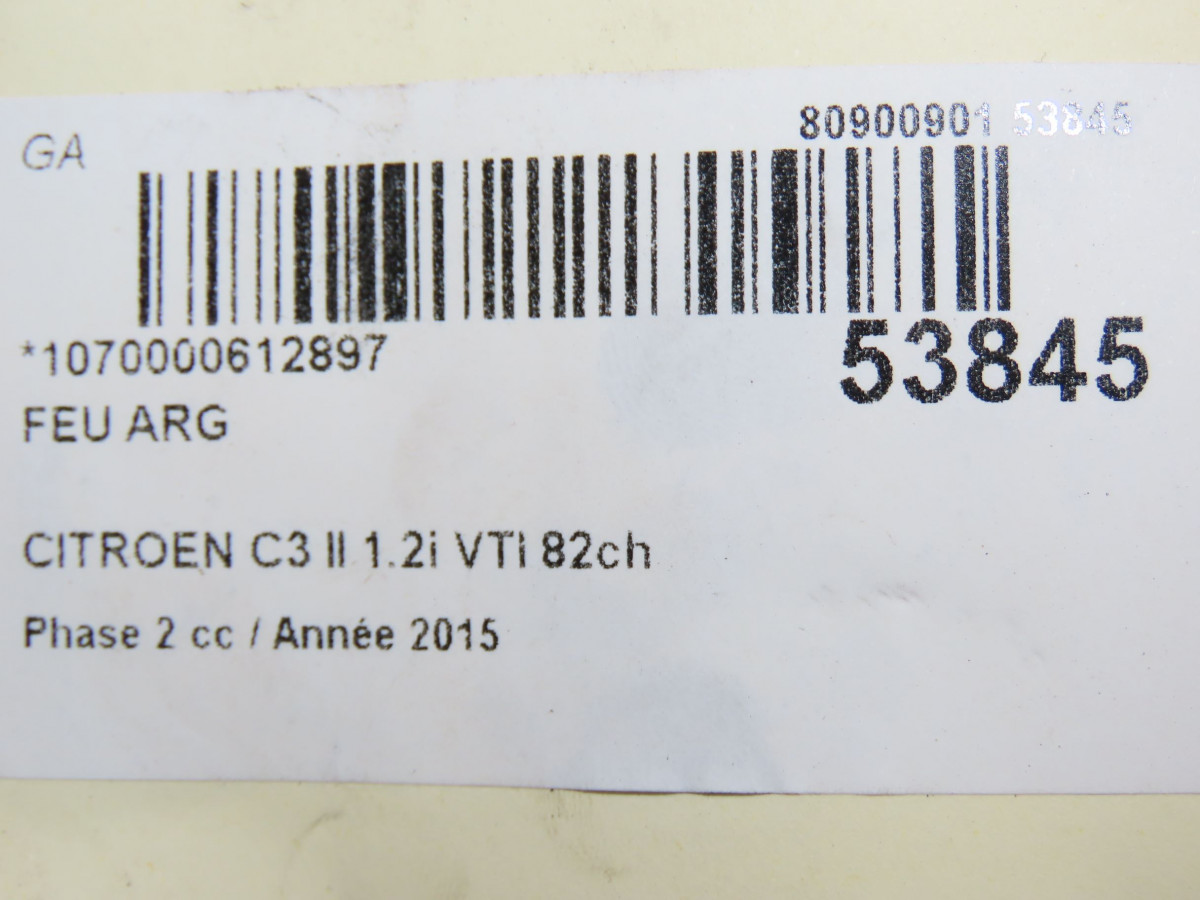 80900901 53845
GA
*1070000612897
53845
FEU ARG
CITROEN C3 II 1.2i VTI 82ch
Phase 2 cc / Année 2015